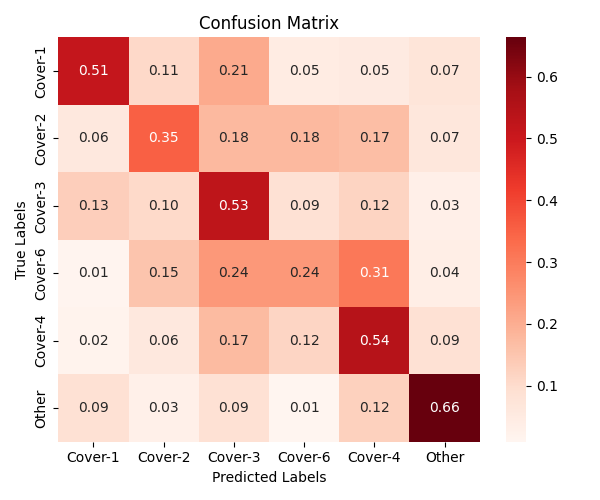 Confusion Matrix
True Labels
Cover-1 0.51 0.11 0.21 0.05 0.05 0.07
Cover-2 0.06 0.35 0.18 0.18 0.17 0.07
Cover-3 0.13 0.10 0.53 0.09 0.12 0.03
Cover-6 0.01 0.15 0.24 0.24 0.31 0.04
Cover-4 0.02 0.06 0.17 0.12 0.54 0.09
Other 0.09 0.03 0.09 0.01 0.12 0.66
Cover-1 Cover-2 Cover-3 Cover-6 Cover-4 Other
Predicted Labels
0.6
0.5
0.4
0.3
0.2
0.1